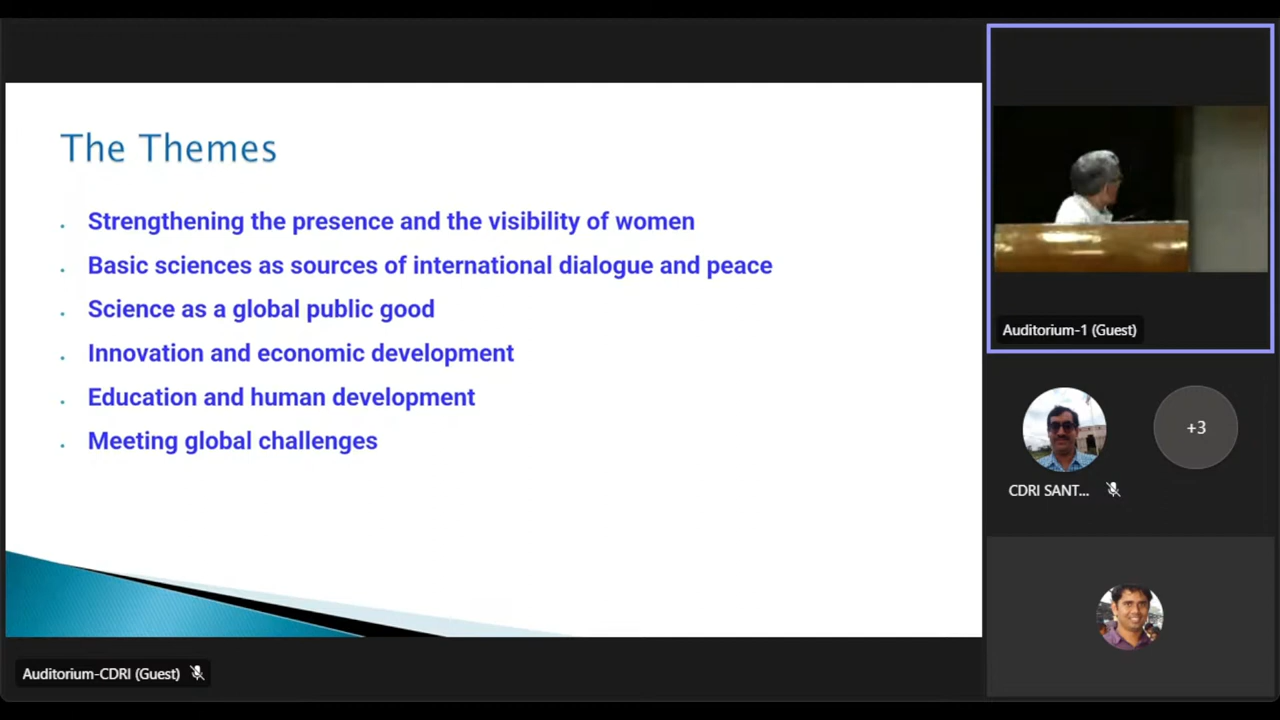 The Themes
Strengthening the presence and the visibility of women
Basic sciences as sources of international dialogue and peace
Science as a global public good
Innovation and economic development
Education and human development
Meeting global challenges
Auditorium-1 (Guest)
+3
CDRI SANT...
Auditorium-CDRI (Guest)